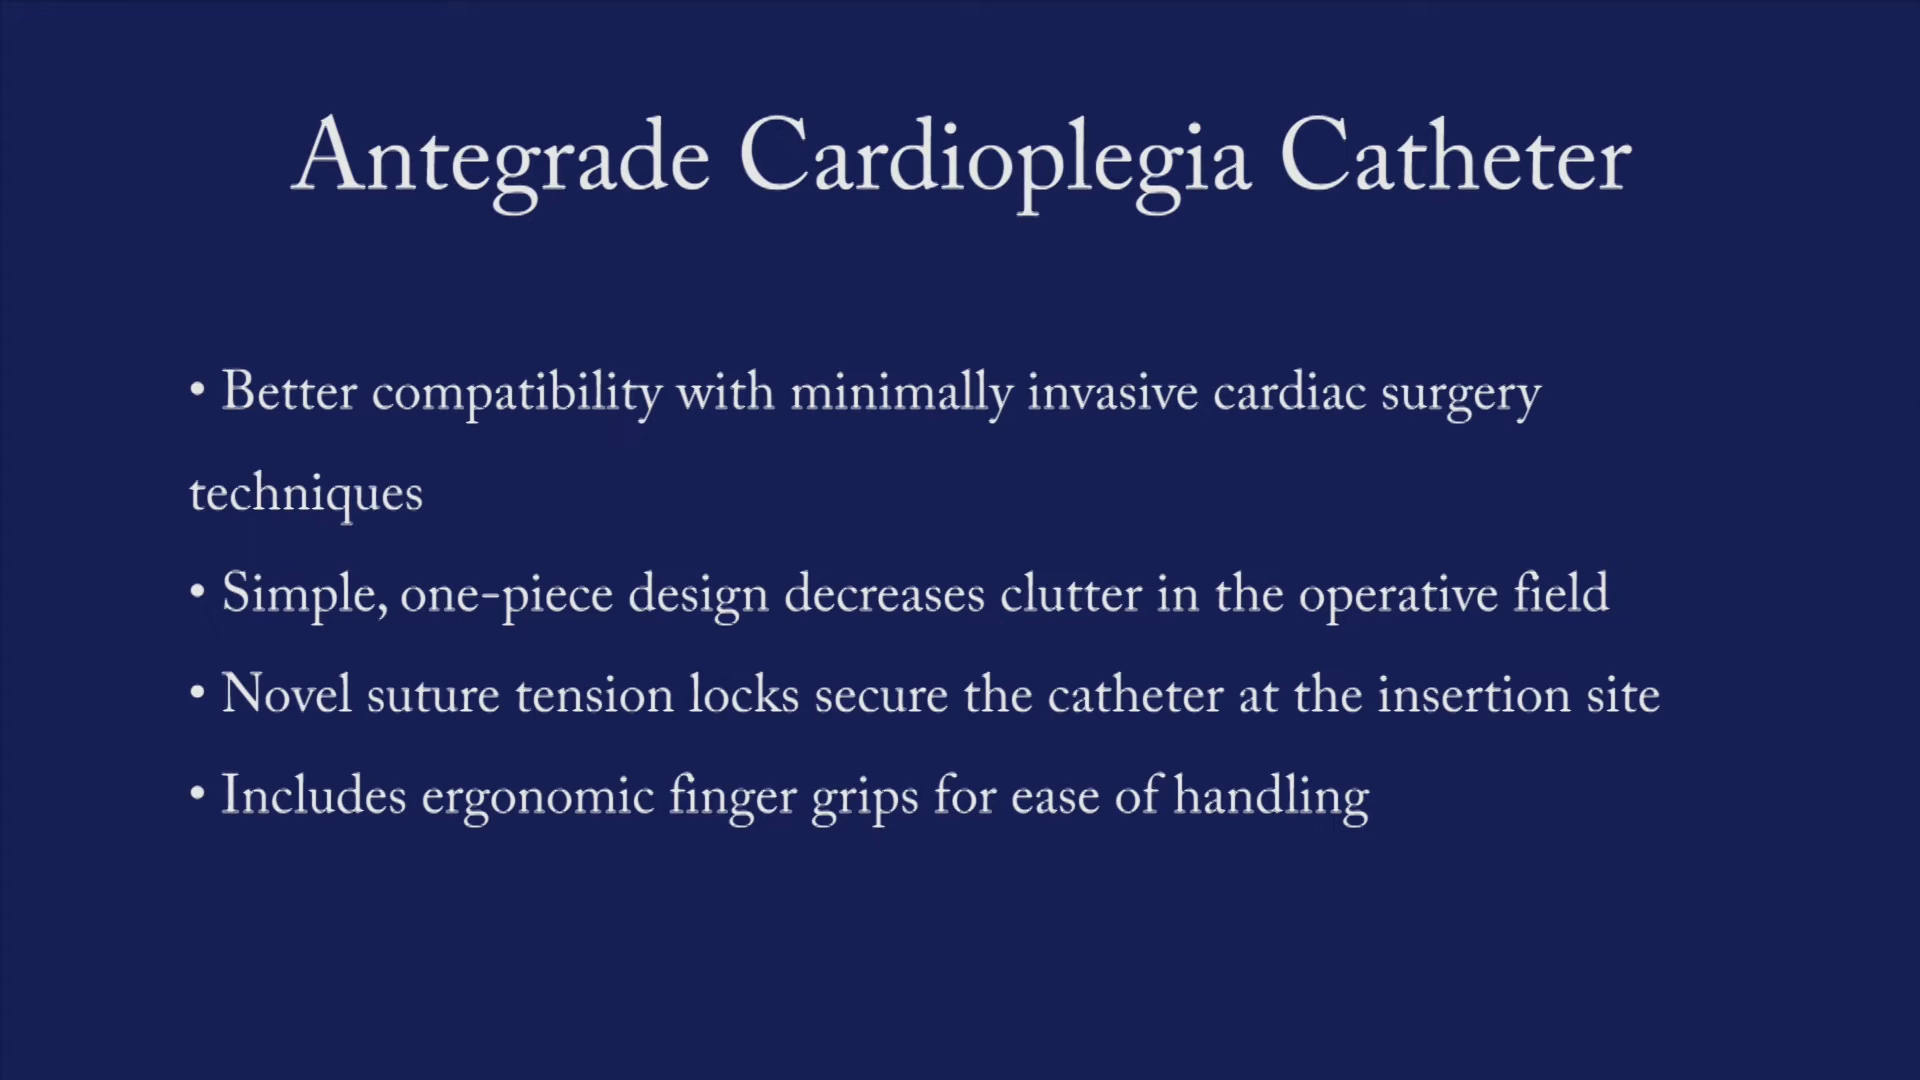 Antegrade Cardioplegia Catheter
• Better compatibility with minimally invasive cardiac surgery
techniques
• Simple, one-piece design decreases clutter in the operative field
• Novel suture tension locks secure the catheter at the insertion site
• Includes ergonomic finger grips for ease of handling